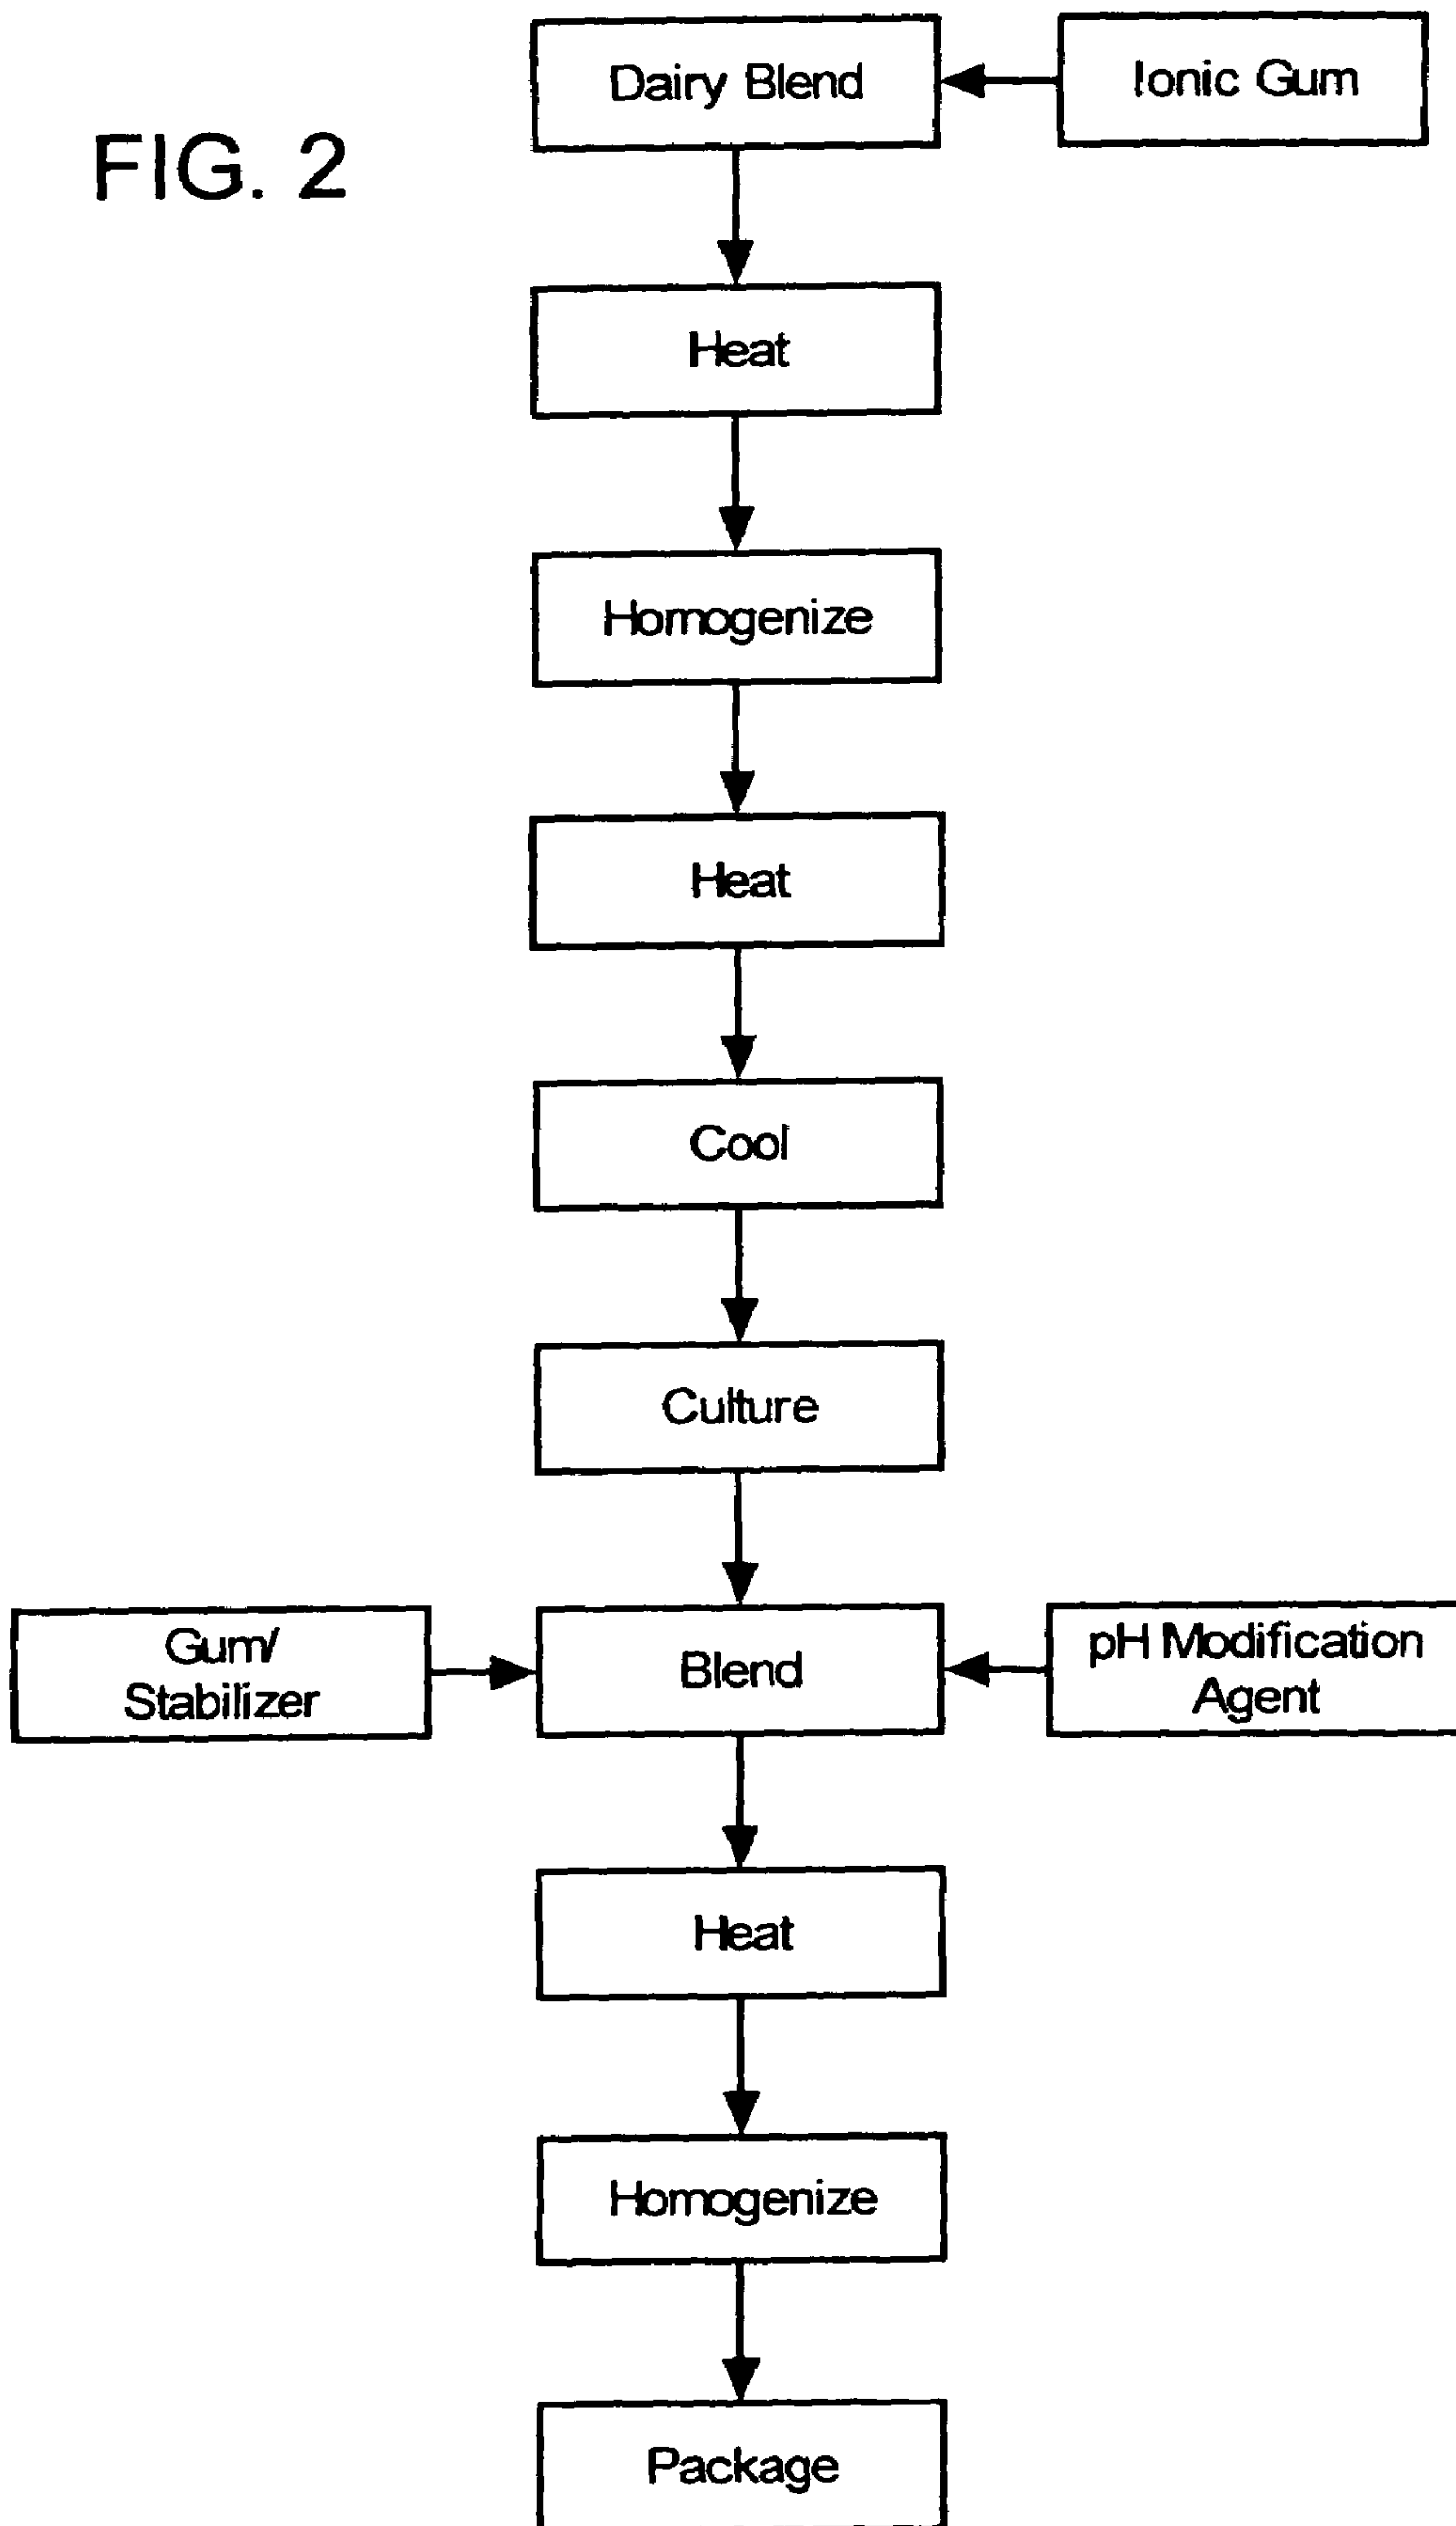 FIG. 2
Dairy Blend
Ionic Gum
Heat
Homogenize
Heat
Cool
Culture
Gum/
Stabilizer
Blend
pH Modification
Agent
Heat
Homogenize
Package